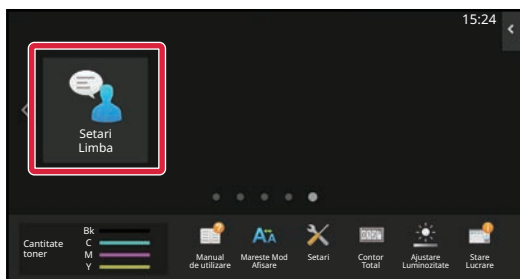 15:24
Setari
Limba
Cantitate
toner
Bk
C
M
Y
Manual
de utilizare
Mareste Mod
Afisare
Setari
Contor
Total
Ajustare
Luminozitate
Stare
Lucrare